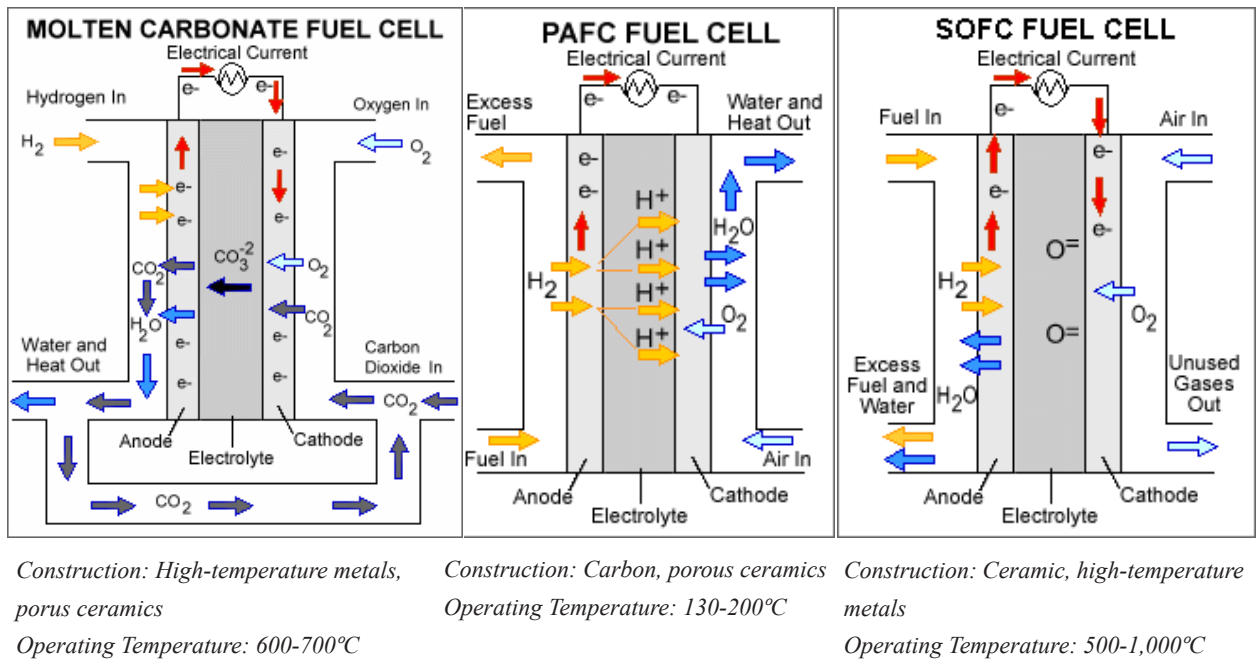 MOLTEN CARBONATE FUEL CELL
Electrical Current
e-
e-
Hydrogen In
Oxygen In
H2
O2
e-
e-
e-
e-
e-
CO3-2
CO2
O2
CO2
H2O
e-
e-
Water and
Heat Out
Carbon
Dioxide In
e-
e-
CO2
Anode
Cathode
Electrolyte
CO2
Construction: High-temperature metals,
porus ceramics
Operating Temperature: 600-700ºC
PAFC FUEL CELL
Electrical Current
e-
e-
Excess
Fuel
Water and
Heat Out
e-
e-
H+
H2O
H+
H2
H+
O2
H+
Fuel In
Air In
Anode
Cathode
Electrolyte
Construction: Carbon, porous ceramics
Operating Temperature: 130-200ºC
SOFC FUEL CELL
Electrical Current
e-
e-
Fuel In
Air In
e-
e-
e-
O=
H2
O2
O=
Excess
Fuel and
Water
H2O
Unused
Gases
Out
Anode
Cathode
Electrolyte
Construction: Ceramic, high-temperature
metals
Operating Temperature: 500-1,000ºC